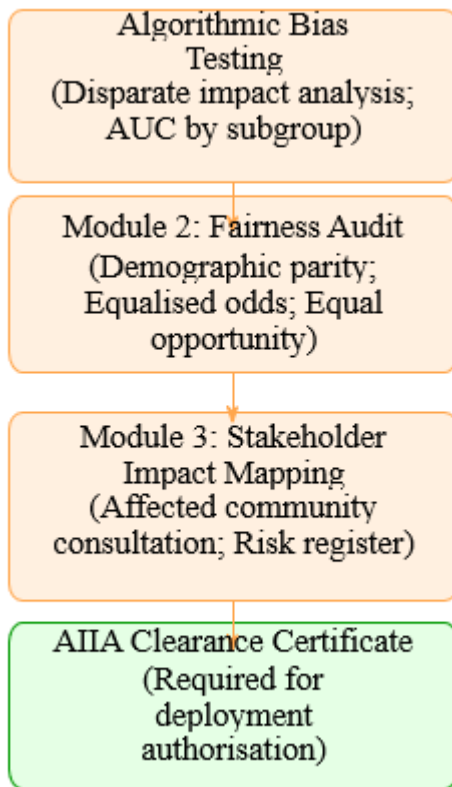 Algorithmic Bias
Testing
(Disparate impact analysis;
AUC by subgroup)
Module 2: Fairness Audit
(Demographic parity;
Equalised odds; Equal
opportunity)
Module 3: Stakeholder
Impact Mapping
(Affected community
consultation; Risk register)
AIIA Clearance Certificate
(Required for
deployment
authorisation)